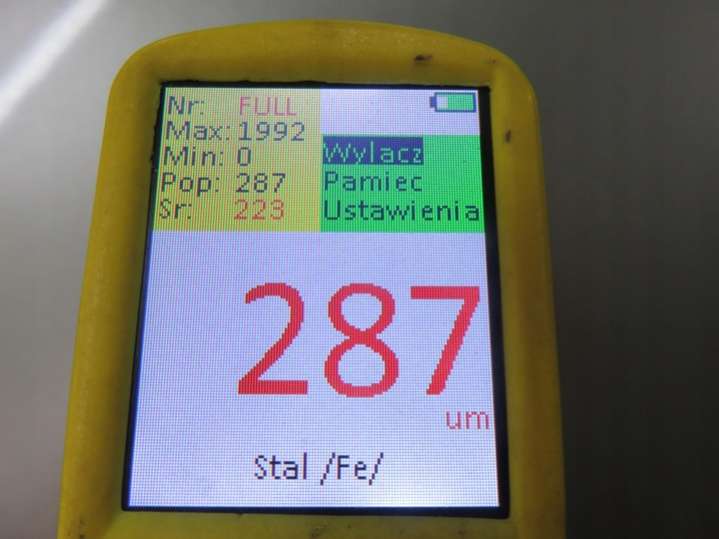 Nr: FULL
Max: 1992
Min: 0
Pop: 287
Sr: 223
Wylacz
Pamiec
Ustawienia
287
um
Stal /Fe/